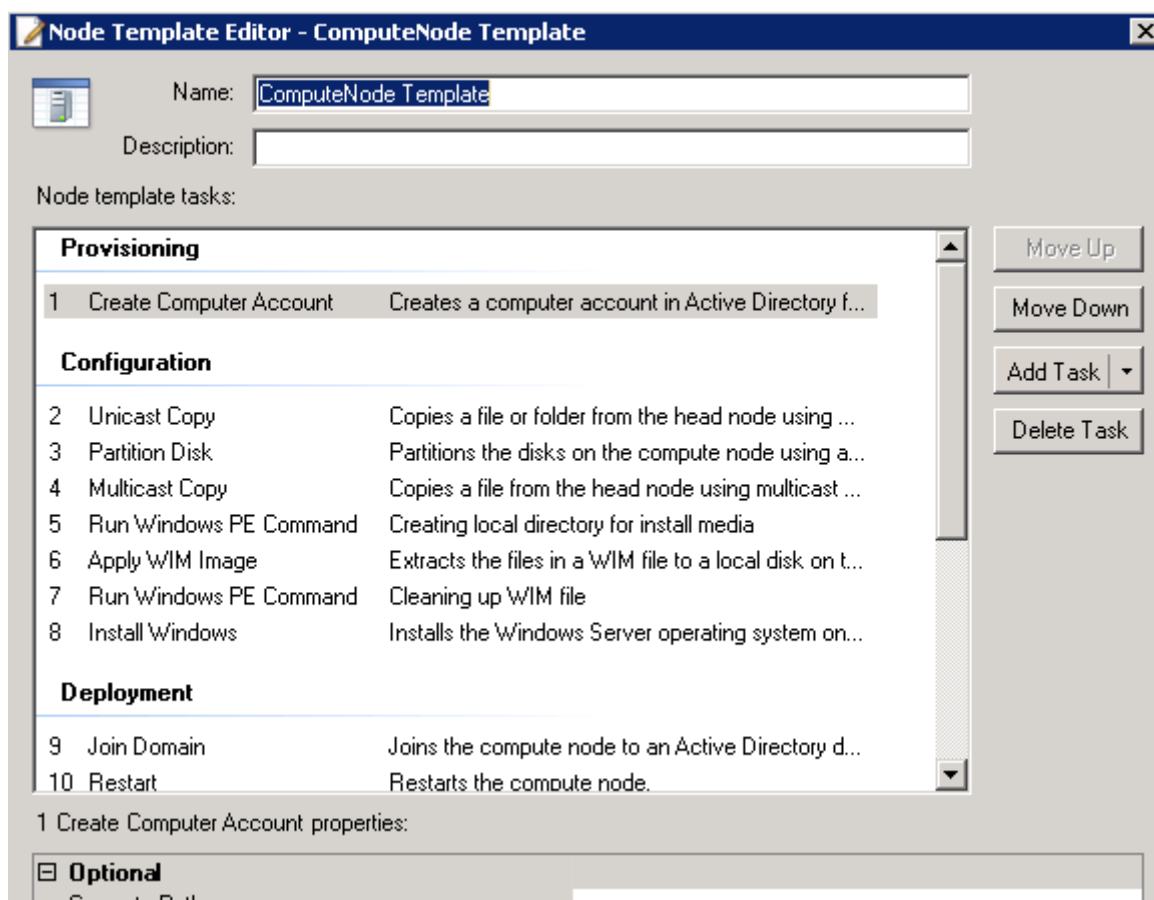 Node Template Editor - ComputeNode Template
Name: ComputeNode Template
Description:
Node template tasks:
Provisioning
Move Up
1 Create Computer Account Creates a computer account in Active Directory f...
Move Down
Configuration
Add Task
2 Unicast Copy Copies a file or folder from the head node using ...
Delete Task
3 Partition Disk Partitions the disks on the compute node using a...
4 Multicast Copy Copies a file from the head node using multicast ...
5 Run Windows PE Command Creating local directory for install media
6 Apply WIM Image Extracts the files in a WIM file to a local disk on t...
7 Run Windows PE Command Cleaning up WIM file
8 Install Windows Installs the Windows Server operating system on...
Deployment
9 Join Domain Joins the compute node to an Active Directory d...
10 Restart Restarts the compute node.
1 Create Computer Account properties:
Optional